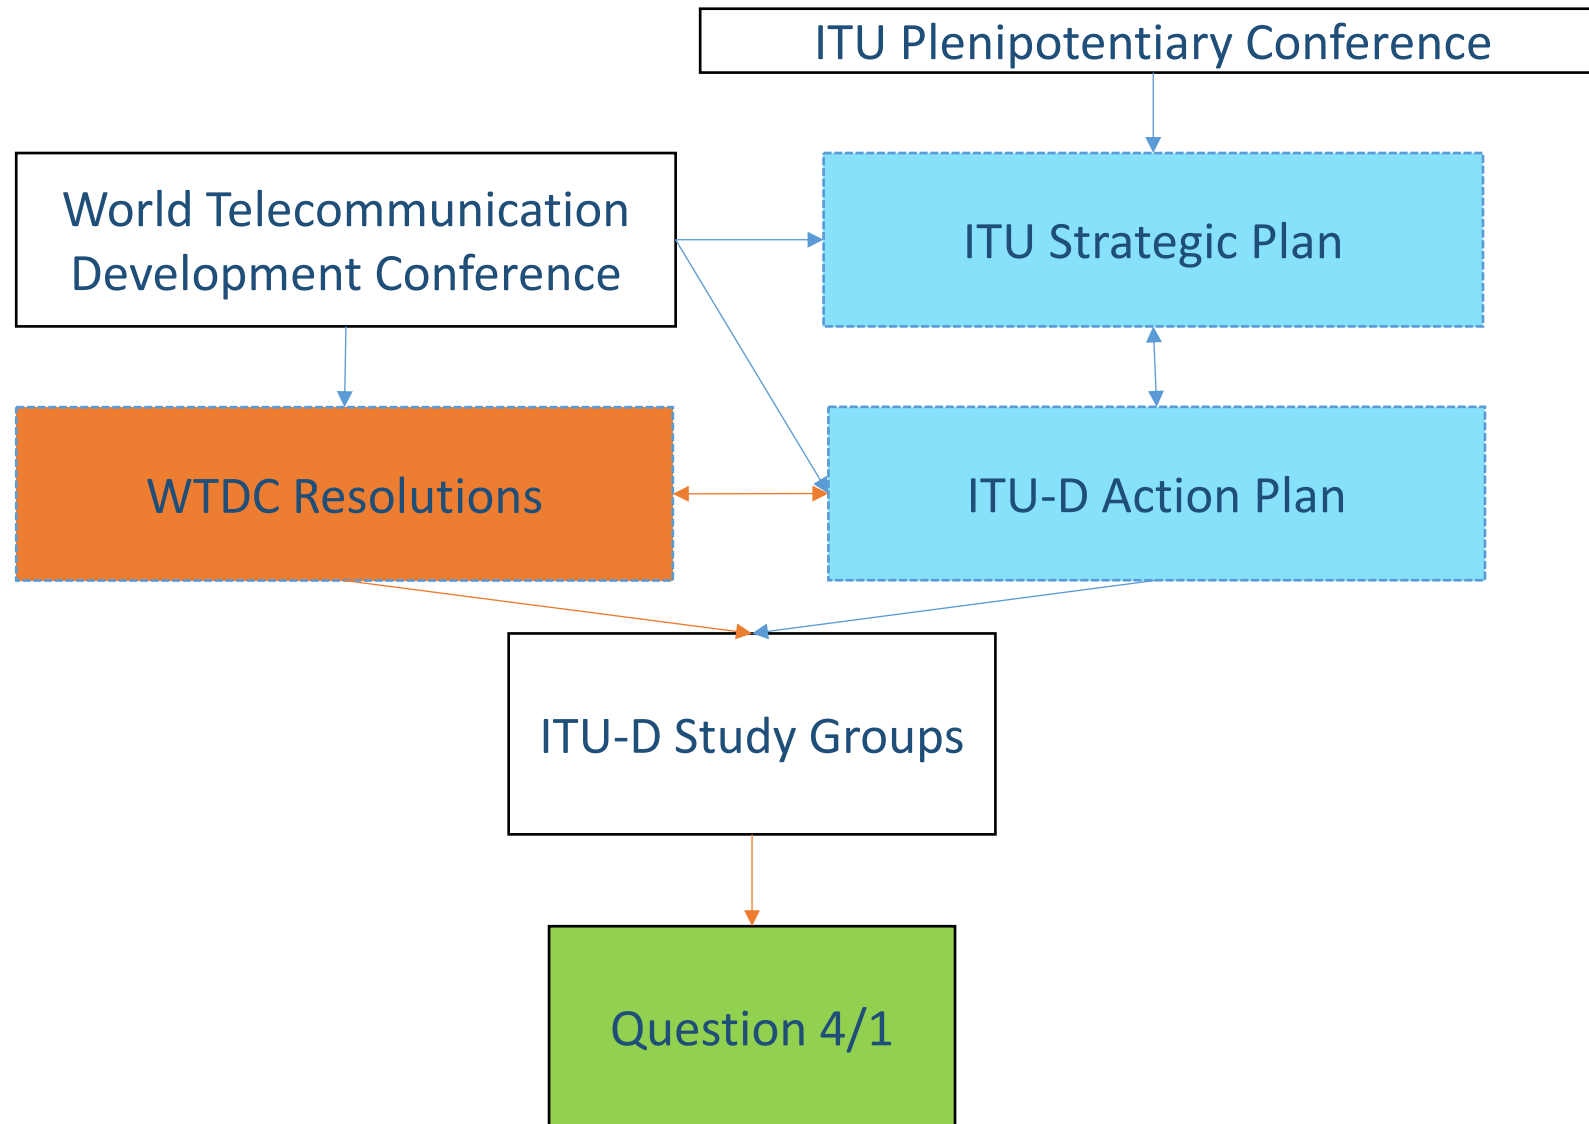 ITU Plenipotentiary Conference
World Telecommunication
Development Conference
ITU Strategic Plan
WTDC Resolutions
ITU-D Action Plan
ITU-D Study Groups
Question 4/1